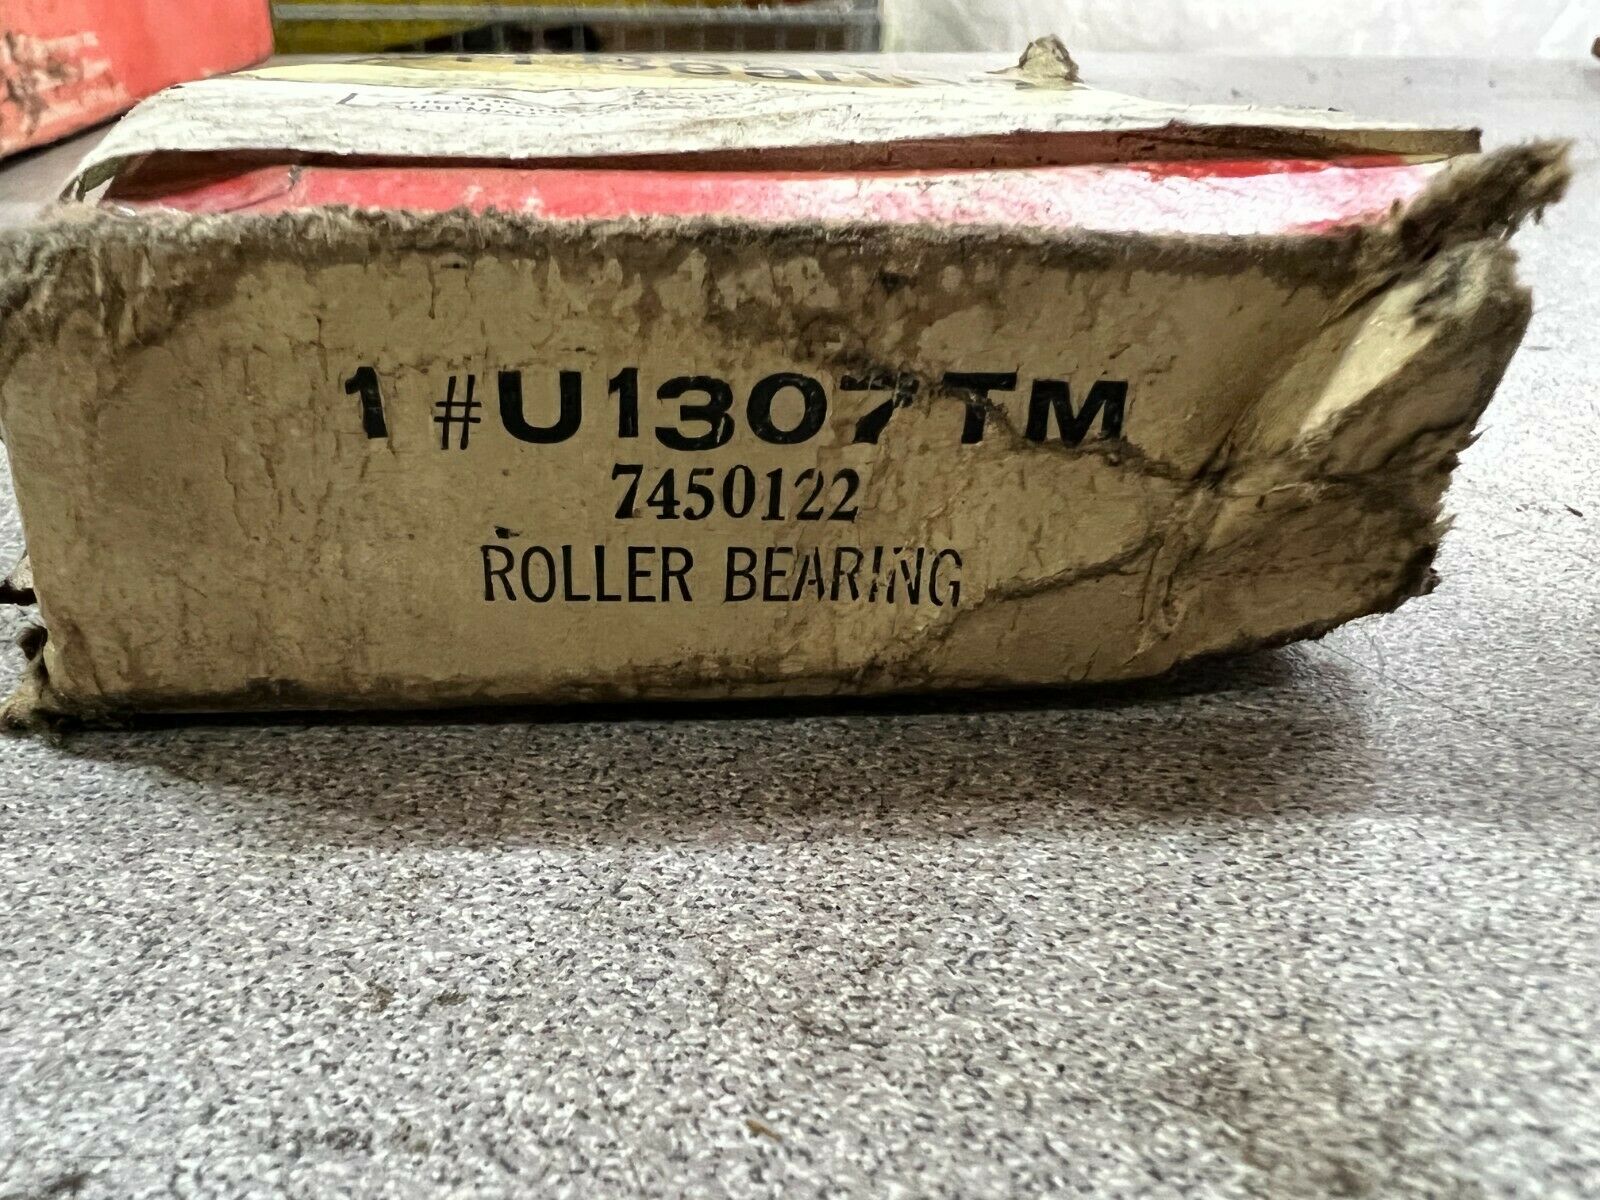 1 #U1307TM
7450122
ROLLER BEARING